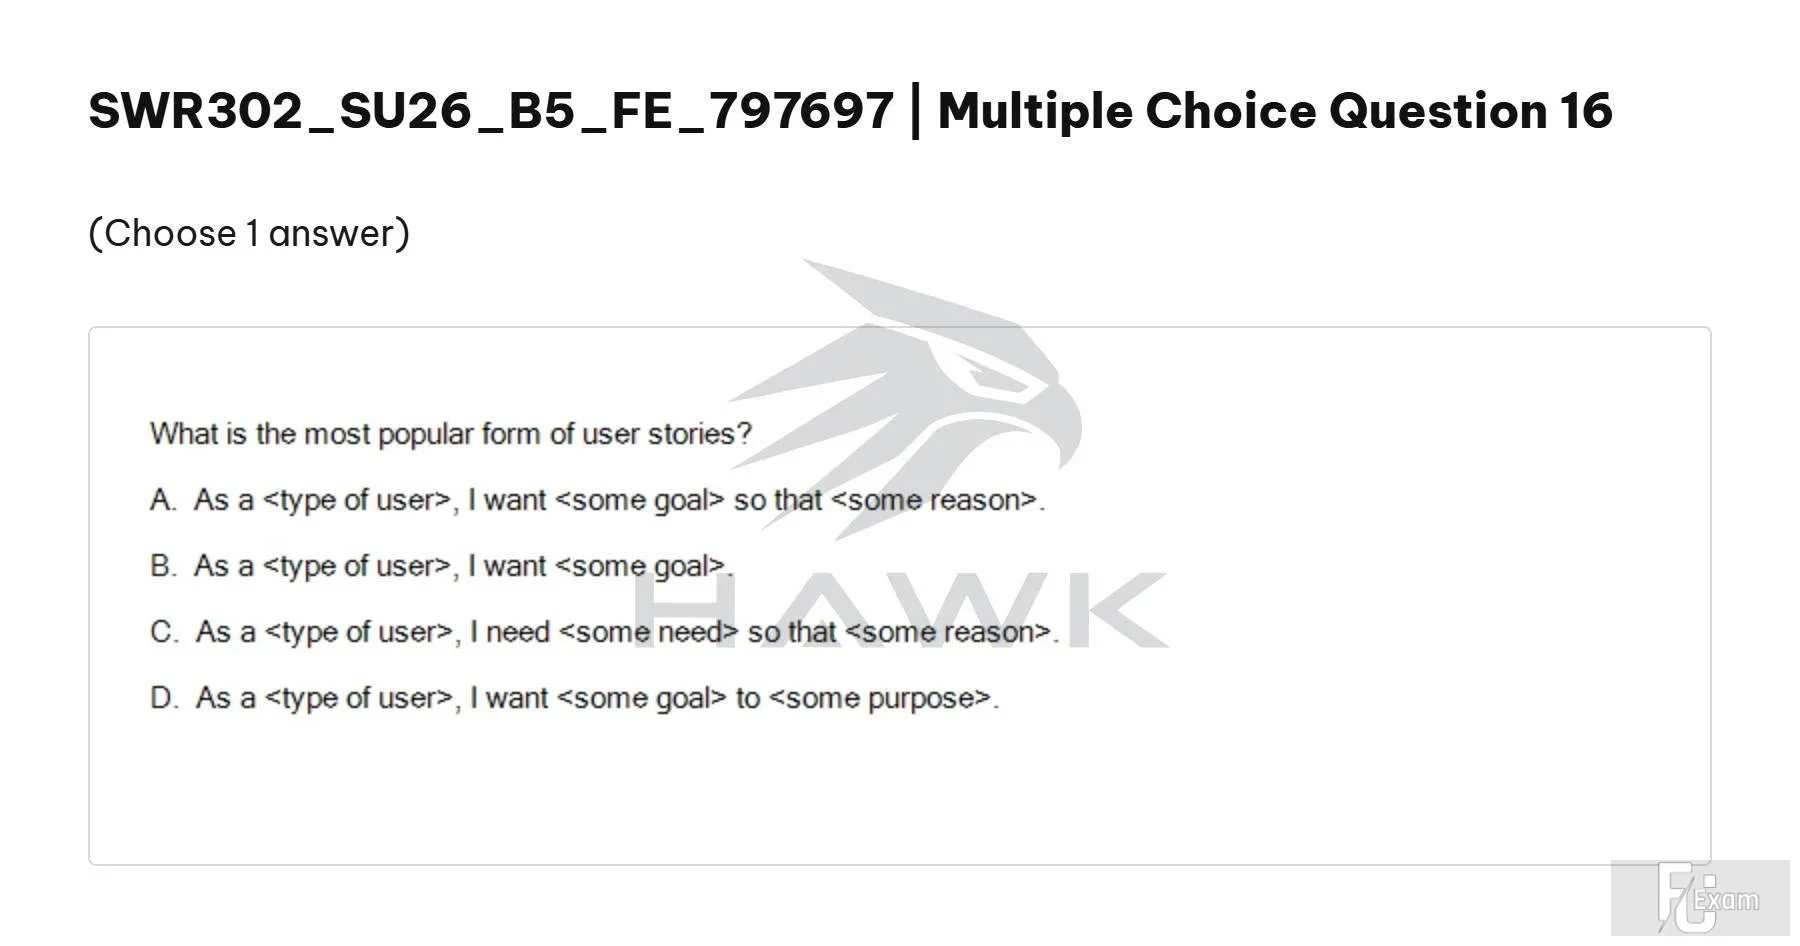 SWR302_SU26_B5_FE_797697 | Multiple Choice Question 16
(Choose 1 answer)
What is the most popular form of user stories?
A. As a <type of user>, I want <some goal> so that <some reason>.
B. As a <type of user>, I want <some goal>.
C. As a <type of user>, I need <some need> so that <some reason>.
D. As a <type of user>, I want <some goal> to <some purpose>.
HAWK
FU Exam